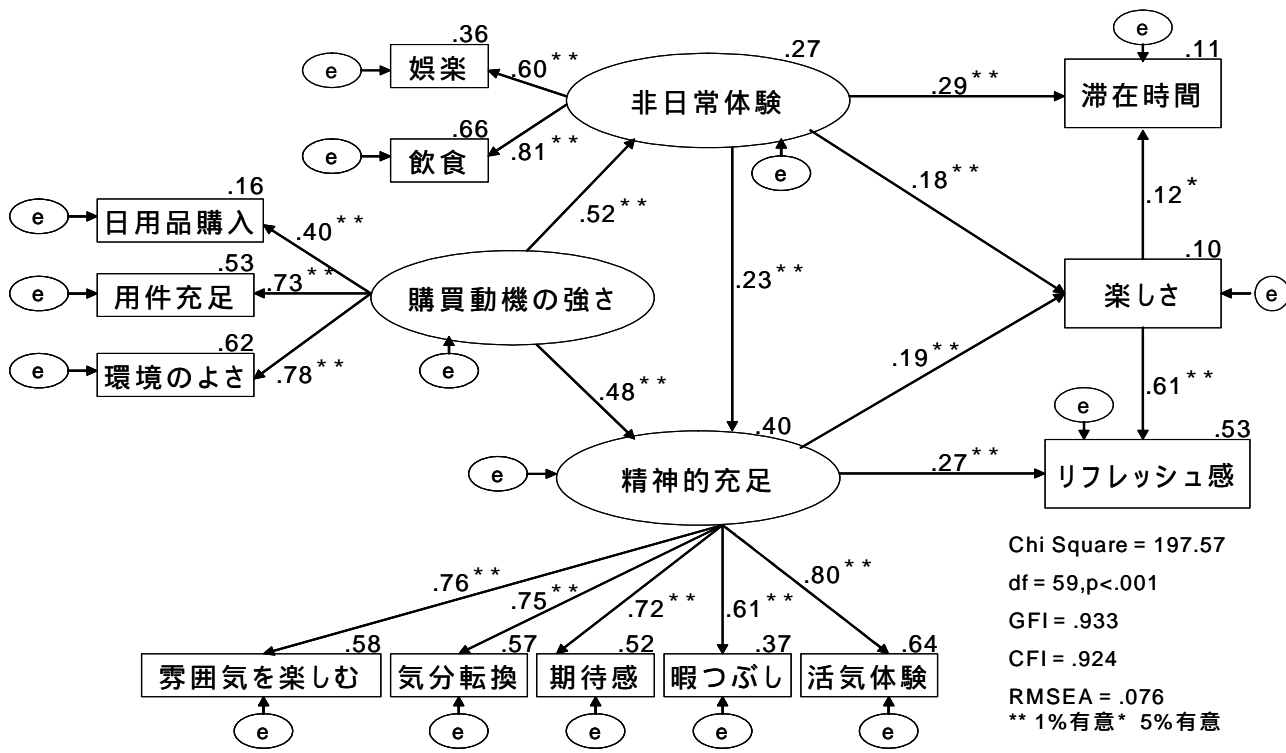 .36
娯楽
e
.60**
.66
飲食
e
.81**
.27
非日常体験
e
.29**
e
.11
滞在時間
.16
日用品購入
e
.40**
.53
用件充足
e
.73**
.62
環境のよさ
e
.78**
購買動機の強さ
e
.52**
.48**
.23**
.18**
.12*
.10
楽しさ
e
.19**
.61**
.40
精神的充足
e
.27**
e
.53
リフレッシュ感
.76**
.75**
.72**
.61**
.80**
.58
雰囲気を楽しむ
e
.57
気分転換
e
.52
期待感
e
.37
暇つぶし
e
.64
活気体験
e
Chi Square = 197.57
df = 59,p<.001
GFI = .933
CFI = .924
RMSEA = .076
** 1%有意* 5%有意